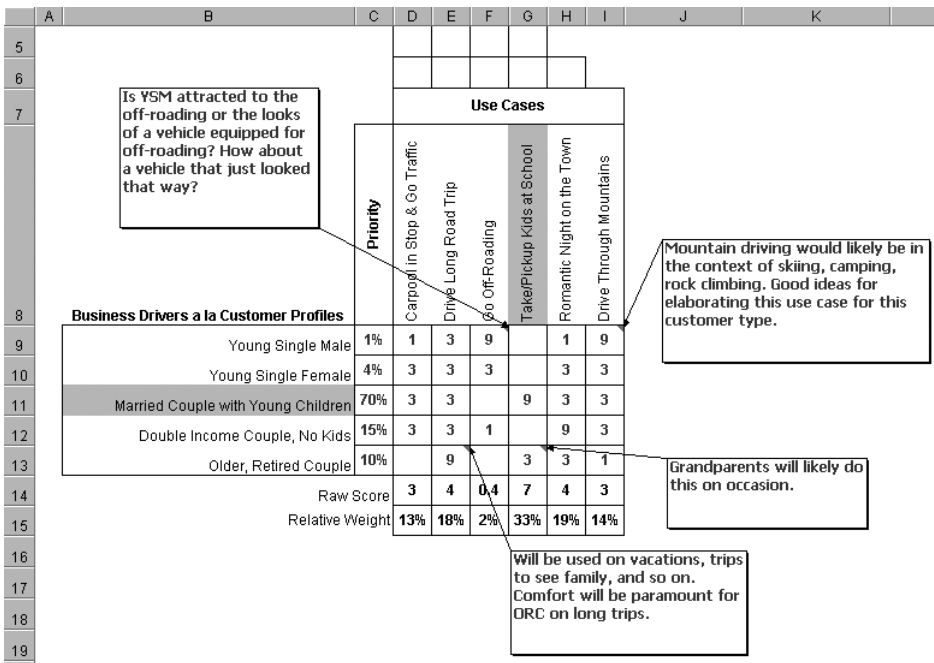 A B C D E F G H I J K
5
6
7 Use Cases
Is YSM attracted to the
off-roading or the looks
of a vehicle equipped for
off-roading? How about
a vehicle that just looked
that way?
8 Business Drivers a la Customer Profiles
Priority
Carpool in Stop & Go Traffic
Drive Long Road Trip
Go Off-Roading
Take/Pickup Kids at School
Romantic Night on the Town
Drive Through Mountains
Mountain driving would likely be in
the context of skiing, camping,
rock climbing. Good ideas for
elaborating this use case for this
customer type.
9 Young Single Male 1% 1 3 9 1 9
10 Young Single Female 4% 3 3 3 3 3
11 Married Couple with Young Children 70% 3 3 9 3 3
12 Double Income Couple, No Kids 15% 3 3 1 9 3
13 Older, Retired Couple 10% 9 3 3 1
Grandparents will likely do
this on occasion.
14 Raw Score 3 4 0,4 7 4 3
15 Relative Weight 13% 18% 2% 33% 19% 14%
16
Will be used on vacations, trips
to see family, and so on.
Comfort will be paramount for
ORC on long trips.
17
18
19